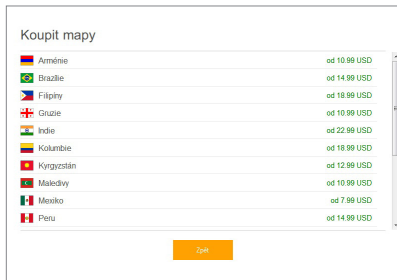 Koupit mapy
Arménie od 10.99 USD
Brazílie od 14.99 USD
Filipíny od 18.99 USD
Gruzie od 10.99 USD
Indie od 22.99 USD
Kolumbie od 18.99 USD
Kyrgyzstán od 12.99 USD
Maledivy od 10.99 USD
Mexiko od 7.99 USD
Peru od 14.99 USD
Zpět